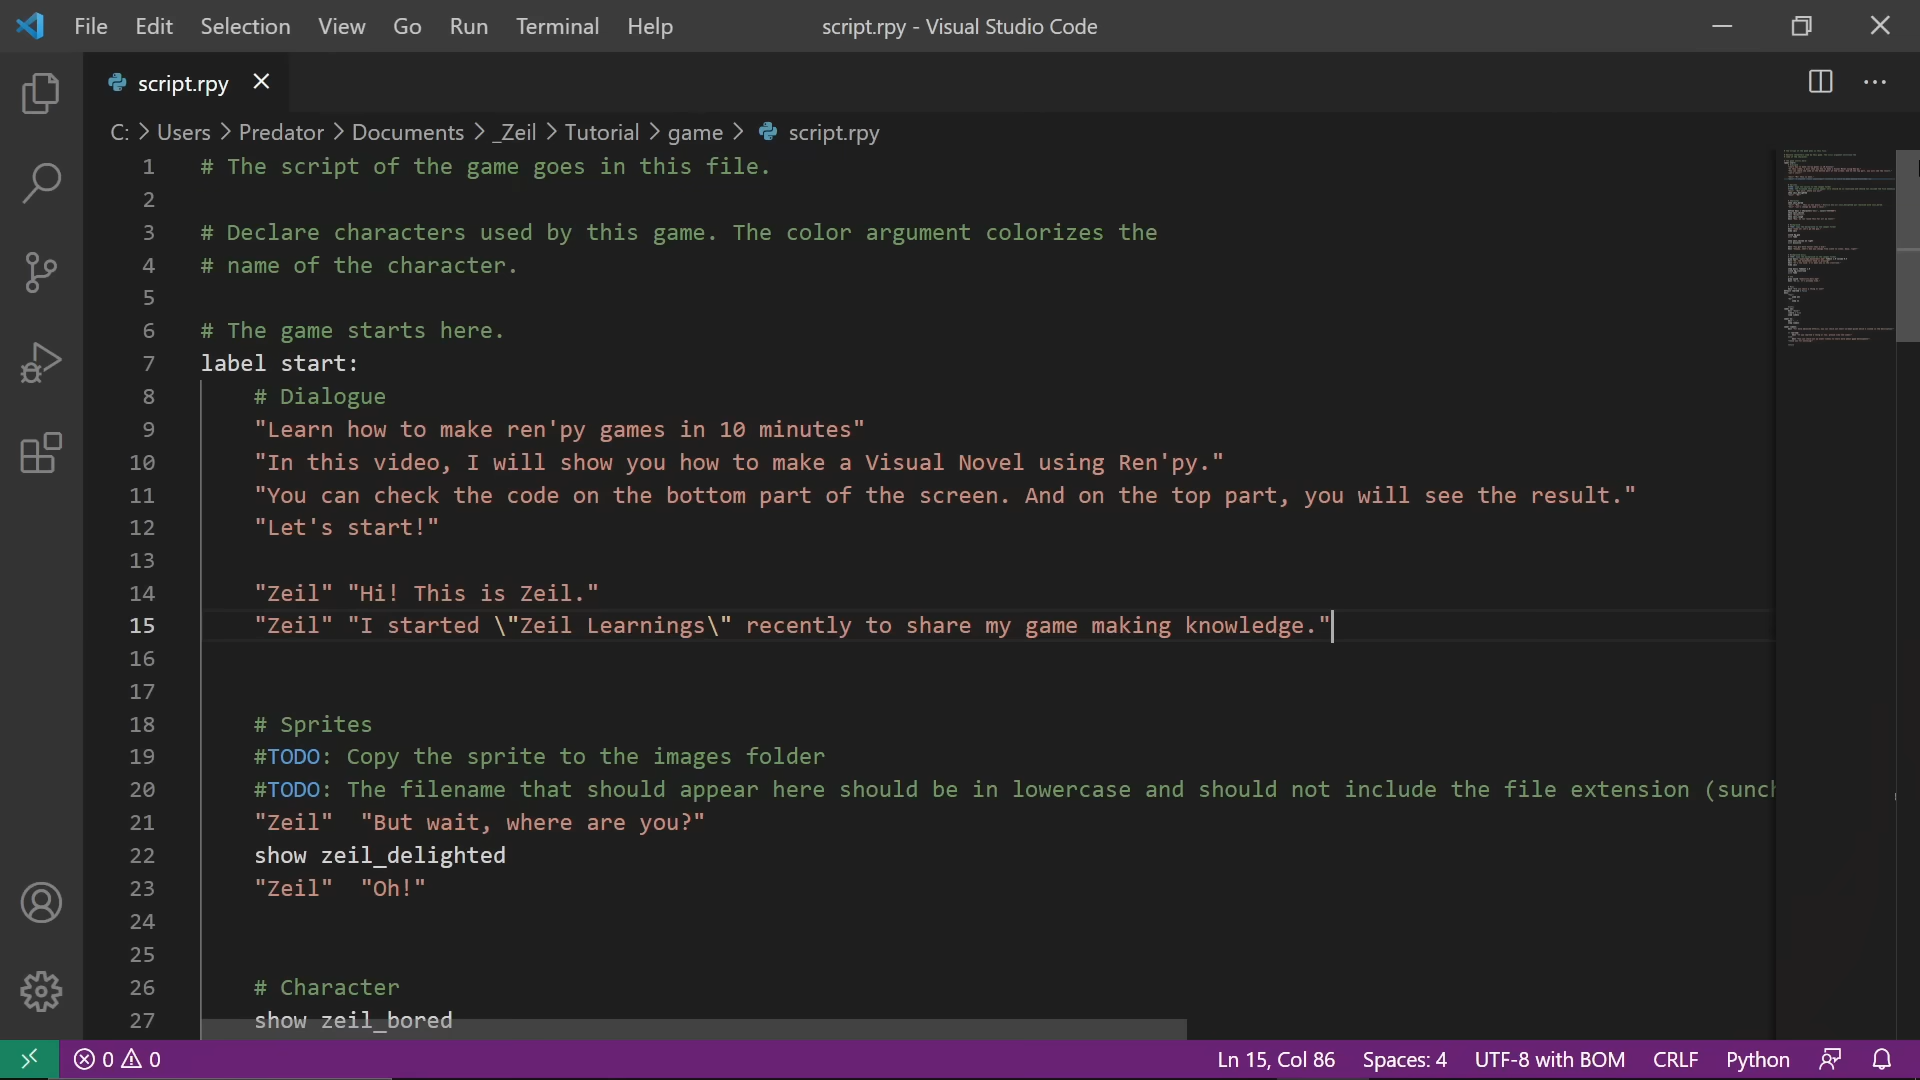 File Edit Selection View Go Run Terminal Help script.rpy - Visual Studio Code
script.rpy
C: > Users > Predator > Documents > _Zeil > Tutorial > game > script.rpy
1 # The script of the game goes in this file.
2
3 # Declare characters used by this game. The color argument colorizes the
4 # name of the character.
5
6 # The game starts here.
7 label start:
8 # Dialogue
9 "Learn how to make ren'py games in 10 minutes"
10 "In this video, I will show you how to make a Visual Novel using Ren'py."
11 "You can check the code on the bottom part of the screen. And on the top part, you will see the result."
12 "Let's start!"
13
14 "Zeil" "Hi! This is Zeil."
15 "Zeil" "I started \"Zeil Learnings\" recently to share my game making knowledge."
16
17
18 # Sprites
19 #TODO: Copy the sprite to the images folder
20 #TODO: The filename that should appear here should be in lowercase and should not include the file extension (sunch
21 "Zeil"  "But wait, where are you?"
22 show zeil_delighted
23 "Zeil"  "Oh!"
24
25
26 # Character
27 show zeil_bored
0 0 Ln 15, Col 86 Spaces: 4 UTF-8 with BOM CRLF Python